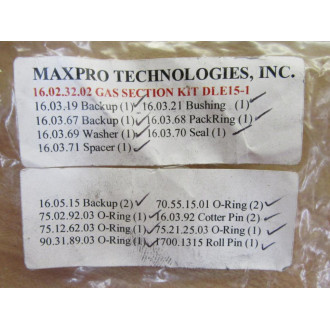 MAXPRO TECHNOLOGIES, INC.
16.02.32.02 GAS SECTION KIT DLE15-1
16.03.19 Backup (1) 16.03.21 Bushing (1)
16.03.67 Backup (1) 16.03.68 PackRing (1)
16.03.69 Washer (1) 16.03.70 Seal (1)
16.03.71 Spacer (1)
16.05.15 Backup (2) 70.55.15.01 O-Ring (2)
75.02.92.03 O-Ring (1) 16.03.92 Cotter Pin (2)
75.12.62.03 O-Ring (1) 75.21.25.03 O-Ring (1)
90.31.89.03 O-Ring (1) 1700.1315 Roll Pin (1)